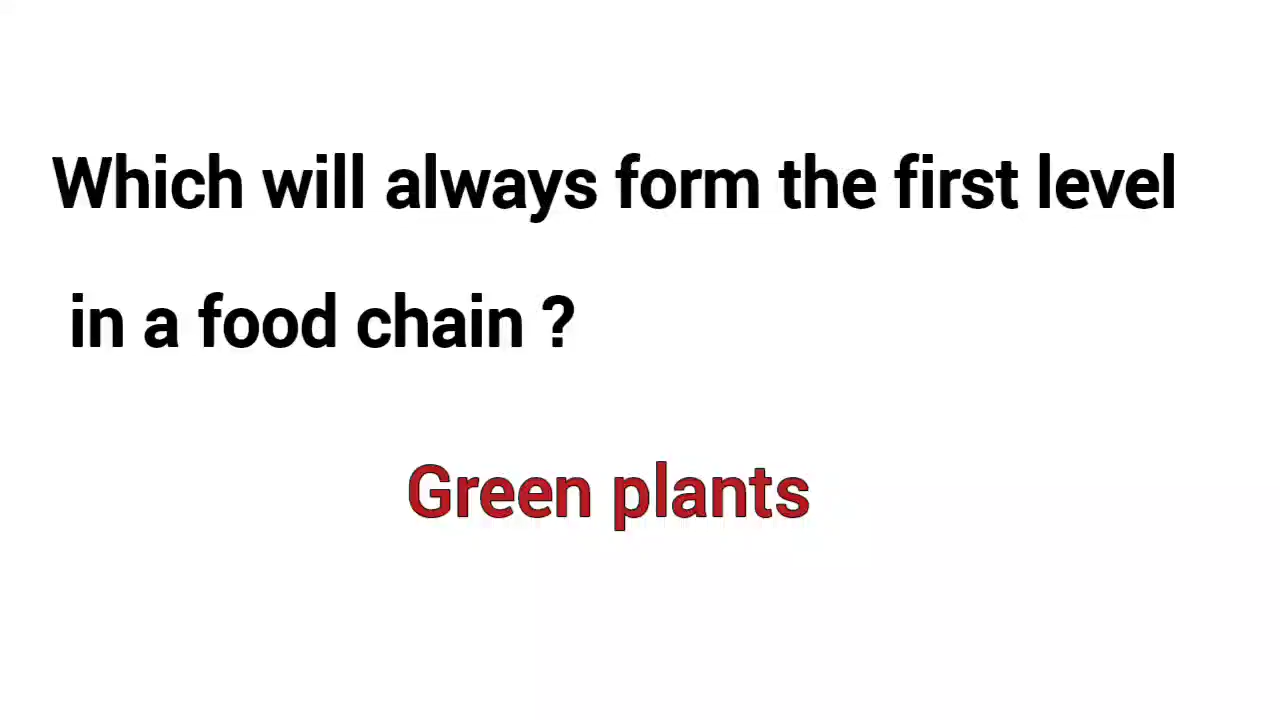 Which will always form the first level
in a food chain ?
Green plants